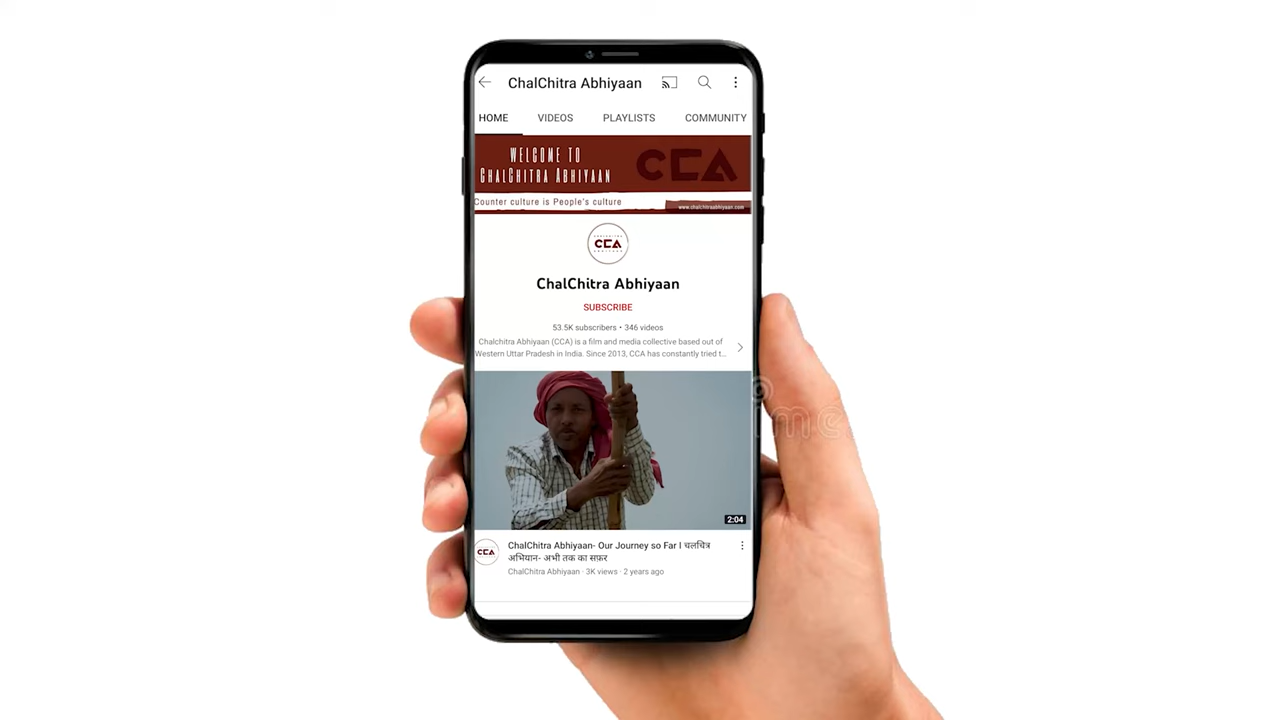 ChalChitra Abhiyaan
HOME VIDEOS PLAYLISTS COMMUNITY
WELCOME TO
CHALCHITRA ABHIYAAN
CCA
Counter culture is People's culture
www.chalchitraabhiyaan.com
CCA
ChalChitra Abhiyaan
SUBSCRIBE
53.5K subscribers • 346 videos
Chalchitra Abhiyaan (CCA) is a film and media collective based out of
Western Uttar Pradesh in India. Since 2013, CCA has constantly tried t...
2:04
CCA
ChalChitra Abhiyaan- Our Journey so Far I चलचित्र
अभियान- अभी तक का सफ़र
ChalChitra Abhiyaan · 3K views · 2 years ago